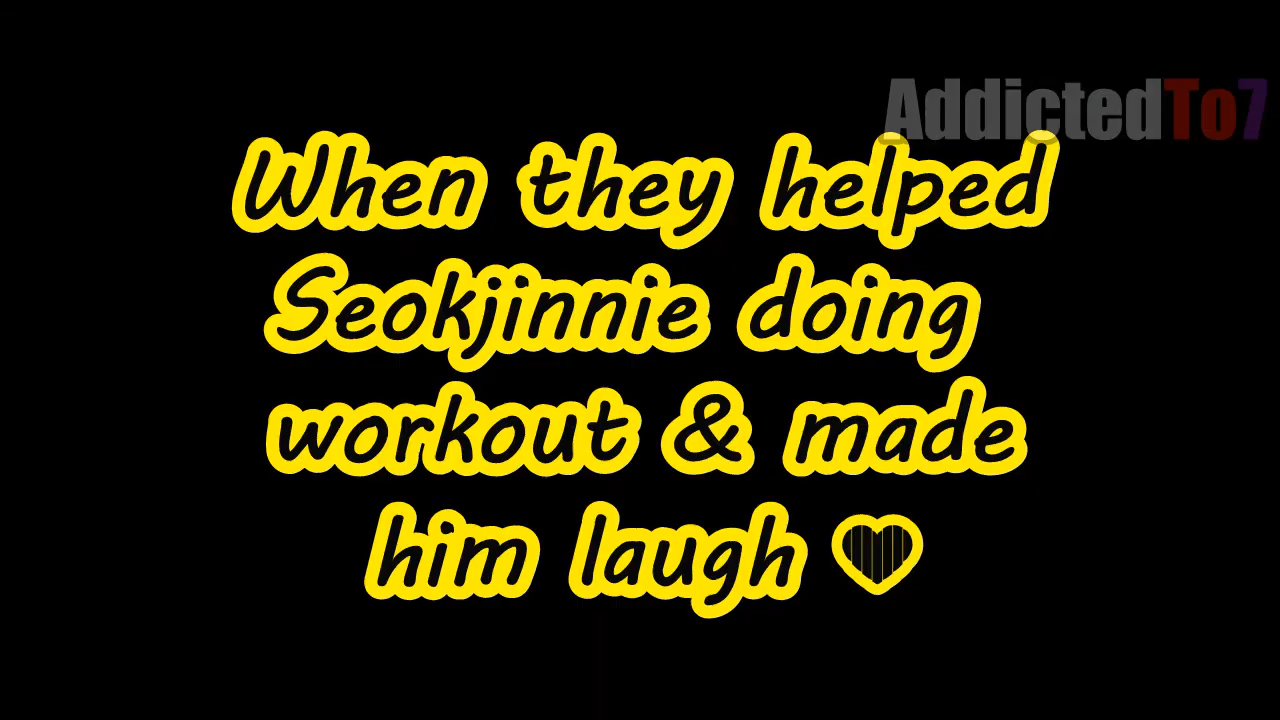 AddictedTo7
When they helped
Seokjinnie doing
workout & made
him laugh ♥